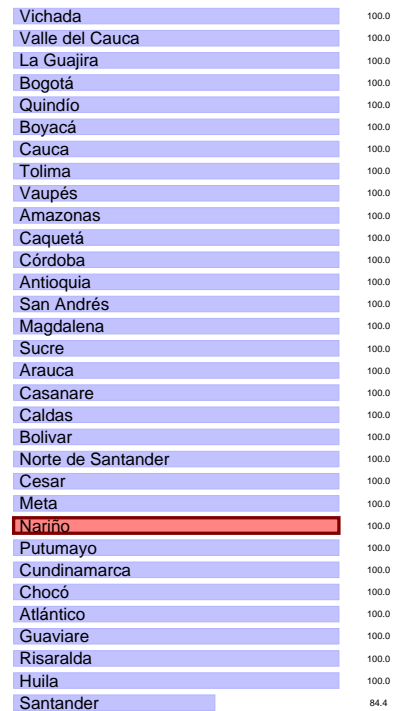 Vichada 100.0
Valle del Cauca 100.0
La Guajira 100.0
Bogotá 100.0
Quindío 100.0
Boyacá 100.0
Cauca 100.0
Tolima 100.0
Vaupés 100.0
Amazonas 100.0
Caquetá 100.0
Córdoba 100.0
Antioquia 100.0
San Andrés 100.0
Magdalena 100.0
Sucre 100.0
Arauca 100.0
Casanare 100.0
Caldas 100.0
Bolivar 100.0
Norte de Santander 100.0
Cesar 100.0
Meta 100.0
Nariño 100.0
Putumayo 100.0
Cundinamarca 100.0
Chocó 100.0
Atlántico 100.0
Guaviare 100.0
Risaralda 100.0
Huila 100.0
Santander 84.4